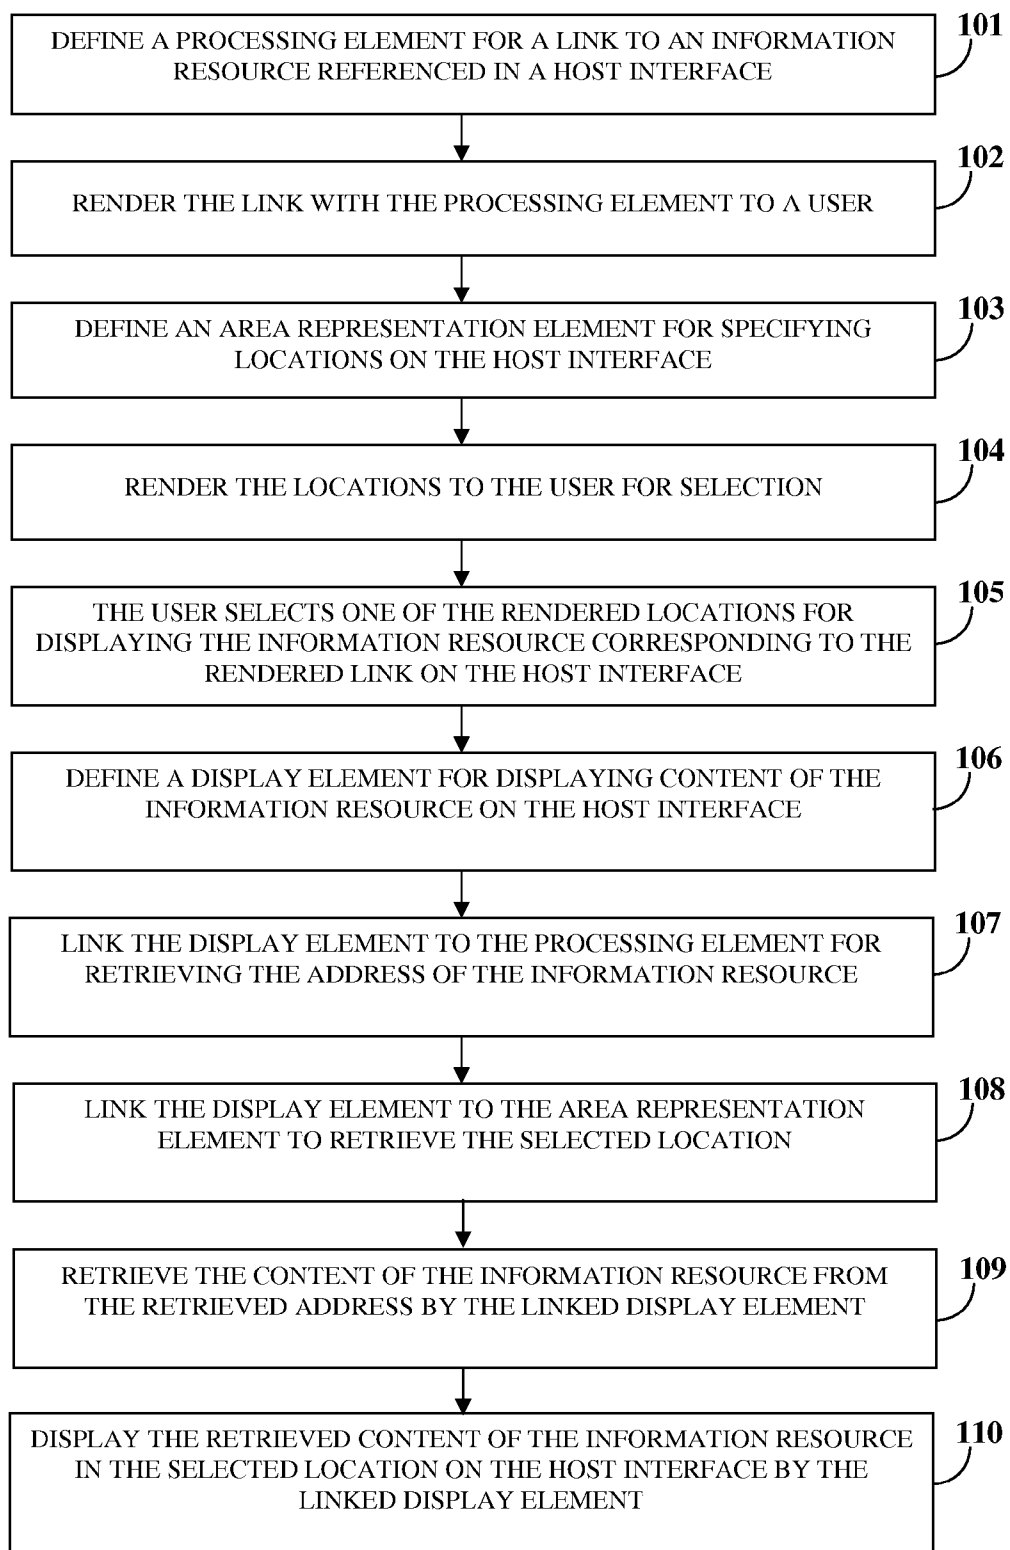 101
DEFINE A PROCESSING ELEMENT FOR A LINK TO AN INFORMATION
RESOURCE REFERENCED IN A HOST INTERFACE
102
RENDER THE LINK WITH THE PROCESSING ELEMENT TO A USER
103
DEFINE AN AREA REPRESENTATION ELEMENT FOR SPECIFYING
LOCATIONS ON THE HOST INTERFACE
104
RENDER THE LOCATIONS TO THE USER FOR SELECTION
105
THE USER SELECTS ONE OF THE RENDERED LOCATIONS FOR
DISPLAYING THE INFORMATION RESOURCE CORRESPONDING TO THE
RENDERED LINK ON THE HOST INTERFACE
106
DEFINE A DISPLAY ELEMENT FOR DISPLAYING CONTENT OF THE
INFORMATION RESOURCE ON THE HOST INTERFACE
107
LINK THE DISPLAY ELEMENT TO THE PROCESSING ELEMENT FOR
RETRIEVING THE ADDRESS OF THE INFORMATION RESOURCE
108
LINK THE DISPLAY ELEMENT TO THE AREA REPRESENTATION
ELEMENT TO RETRIEVE THE SELECTED LOCATION
109
RETRIEVE THE CONTENT OF THE INFORMATION RESOURCE FROM
THE RETRIEVED ADDRESS BY THE LINKED DISPLAY ELEMENT
110
DISPLAY THE RETRIEVED CONTENT OF THE INFORMATION RESOURCE
IN THE SELECTED LOCATION ON THE HOST INTERFACE BY THE
LINKED DISPLAY ELEMENT